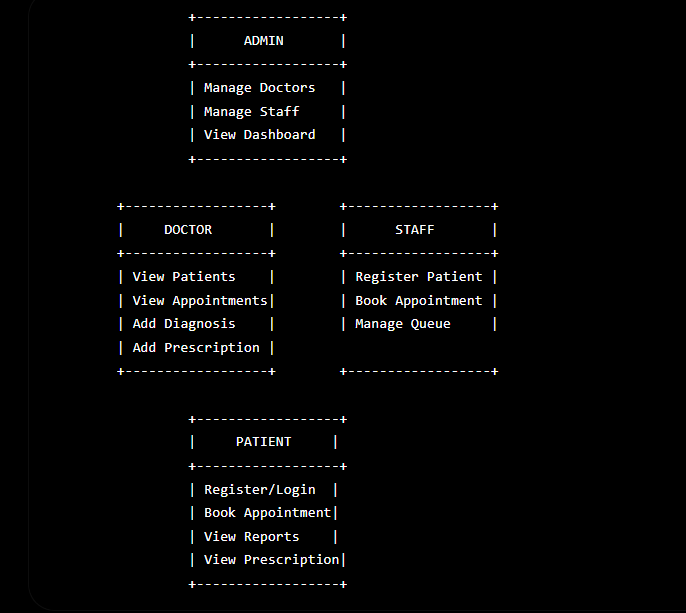 +------------------+
|      ADMIN       |
+------------------+
| Manage Doctors   |
| Manage Staff     |
| View Dashboard   |
+------------------+
+------------------+        +------------------+
|     DOCTOR       |        |      STAFF       |
+------------------+        +------------------+
| View Patients    |        | Register Patient |
| View Appointments|        | Book Appointment |
| Add Diagnosis    |        | Manage Queue     |
| Add Prescription |
+------------------+        +------------------+
+------------------+
|     PATIENT     |
+------------------+
| Register/Login  |
| Book Appointment|
| View Reports    |
| View Prescription|
+------------------+